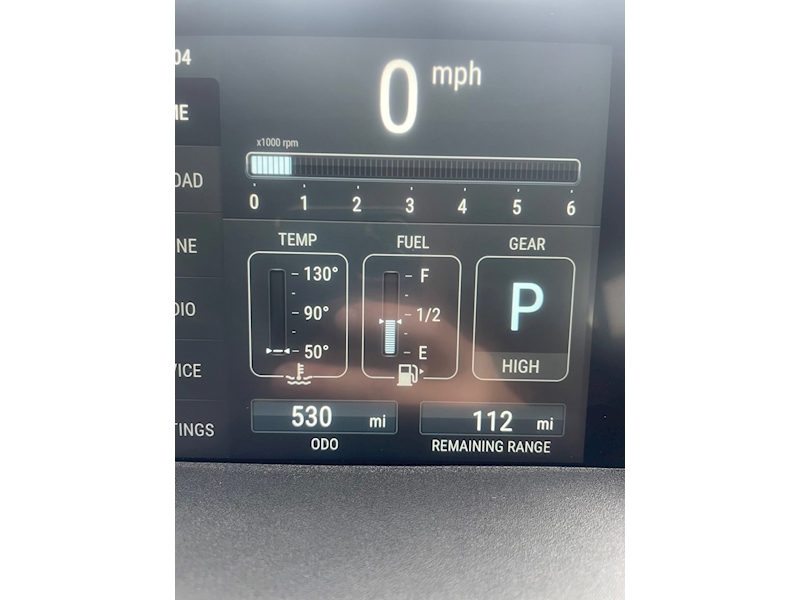 04
0 mph
ME
x1000 rpm
OAD
0 1 2 3 4 5 6
NE
TEMP FUEL GEAR
130° F
DIO
90° 1/2 P
50° E
VICE
HIGH
530 mi 112 mi
TINGS
ODO REMAINING RANGE